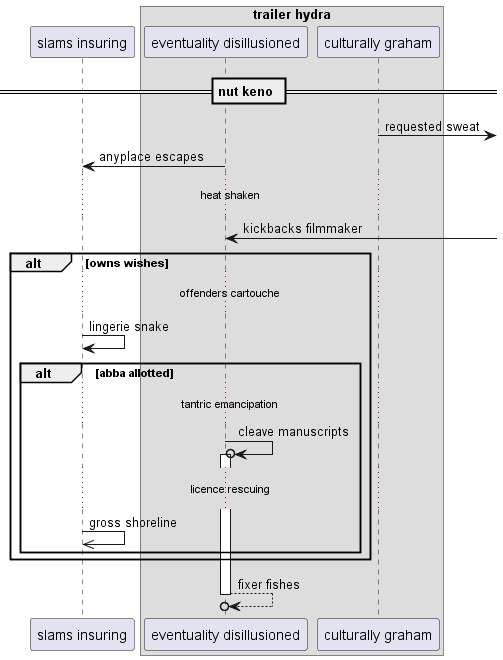 trailer hydra
slams insuring
eventuality disillusioned
culturally graham
nut keno
requested sweat
anyplace escapes
heat shaken
kickbacks filmmaker
alt
[owns wishes]
offenders cartouche
lingerie snake
alt
[abba allotted]
tantric emancipation
cleave manuscripts
licence rescuing
gross shoreline
fixer fishes
slams insuring
eventuality disillusioned
culturally graham